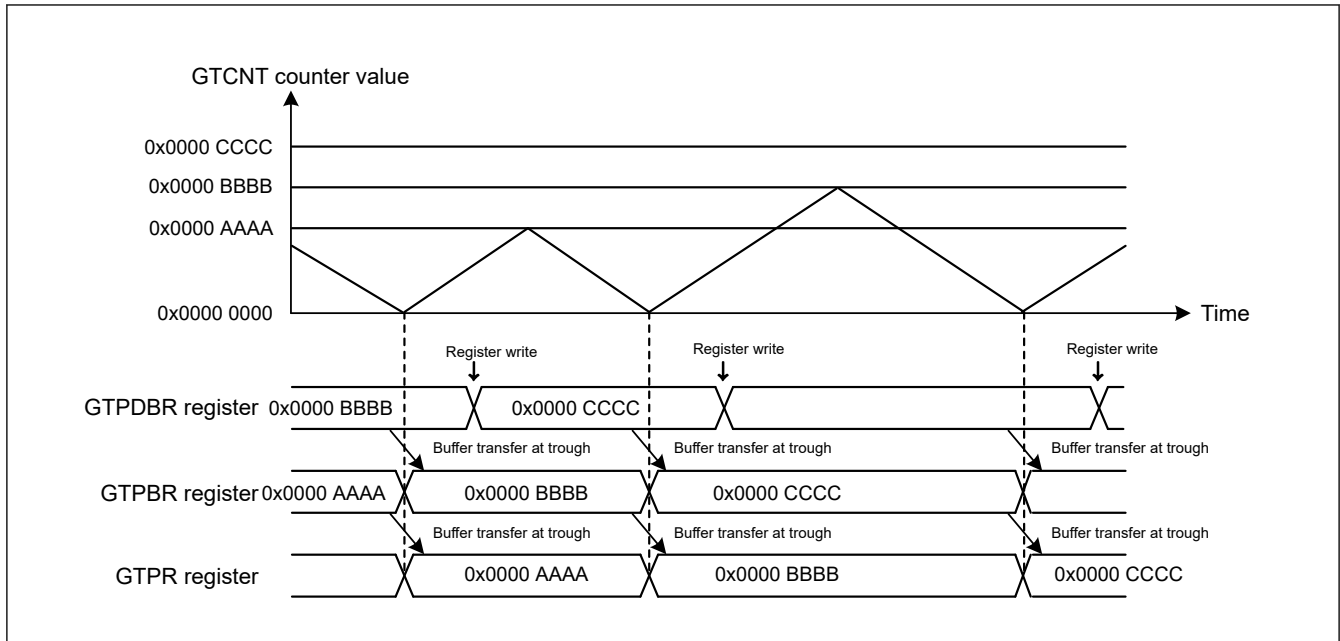 GTCNT counter value
0x0000 CCCC
0x0000 BBBB
0x0000 AAAA
0x0000 0000
Time
Register write
Register write
Register write
GTPDBR register
0x0000 BBBB
0x0000 CCCC
Buffer transfer at trough
Buffer transfer at trough
Buffer transfer at trough
GTPBR register
0x0000 AAAA
0x0000 BBBB
0x0000 CCCC
Buffer transfer at trough
Buffer transfer at trough
Buffer transfer at trough
GTPR register
0x0000 AAAA
0x0000 BBBB
0x0000 CCCC